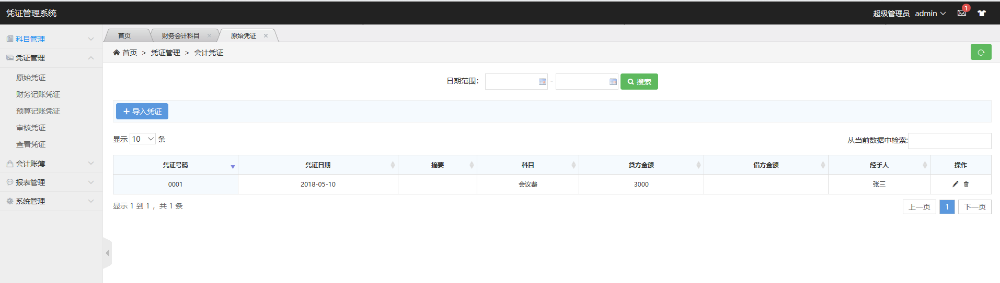 凭证管理系统
超级管理员 admin 1
科目管理
凭证管理
原始凭证
财务记账凭证
预算记账凭证
审核凭证
查看凭证
会计账簿
报表管理
系统管理
首页 财务会计科目 × 原始凭证 ×
首页 > 凭证管理 > 会计凭证
日期范围： - 搜索
导入凭证
显示 10 条
从当前数据中检索:
凭证号码 凭证日期 摘要 科目 贷方金额 借方金额 经手人 操作
0001 2018-05-10 会议费 3000 张三
显示 1 到 1 ，共 1 条
上一页 1 下一页